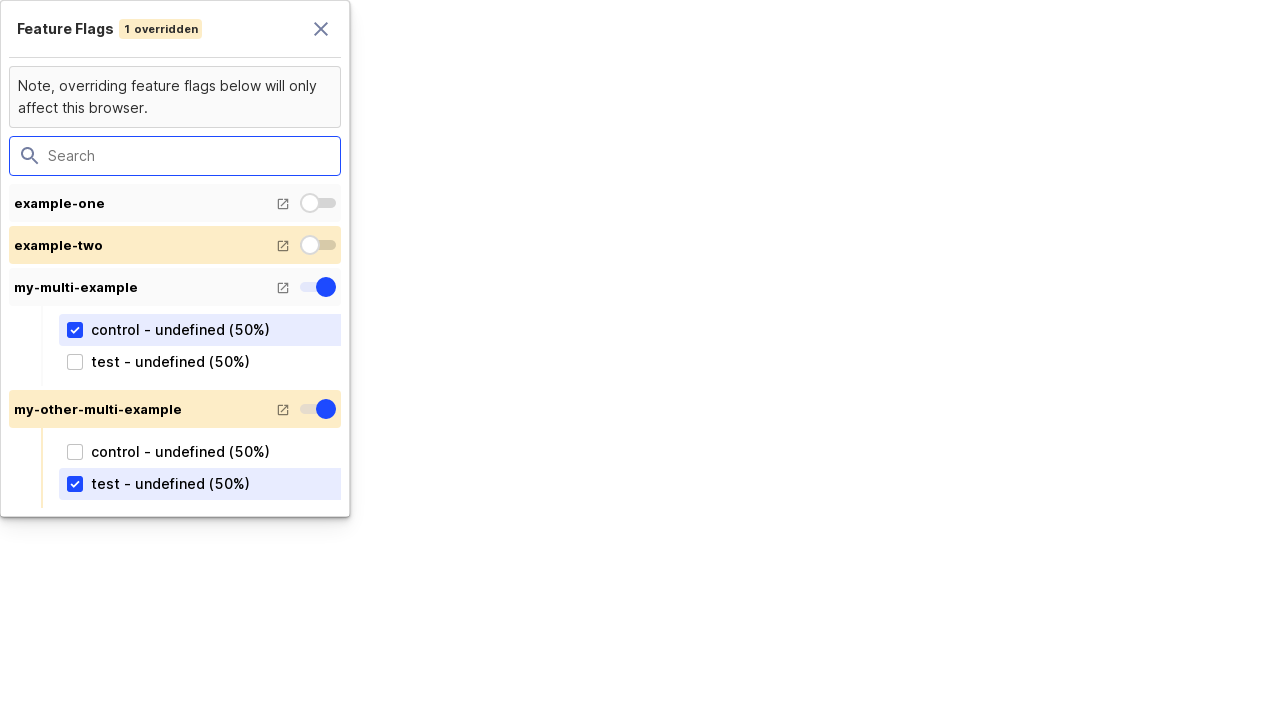 Feature Flags 1 overridden
Note, overriding feature flags below will only
affect this browser.
Search
example-one
example-two
my-multi-example
control - undefined (50%)
test - undefined (50%)
my-other-multi-example
control - undefined (50%)
test - undefined (50%)